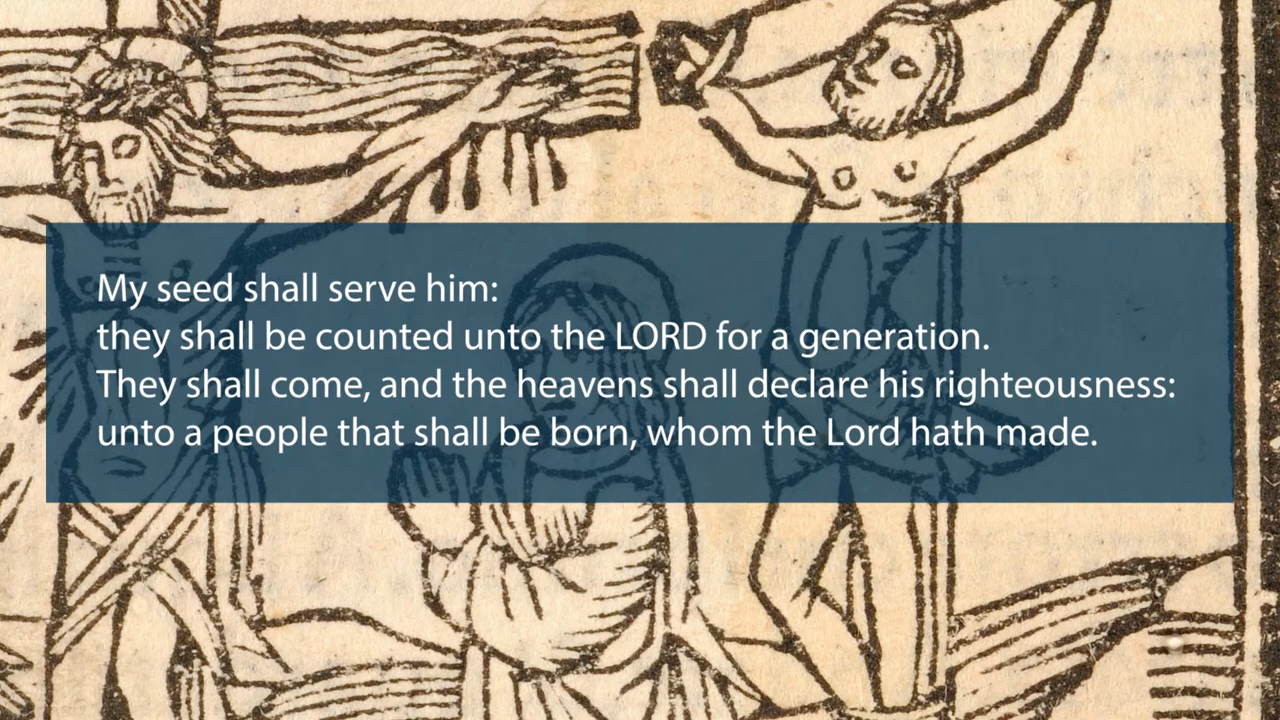 My seed shall serve him:
they shall be counted unto the LORD for a generation.
They shall come, and the heavens shall declare his righteousness:
unto a people that shall be born, whom the Lord hath made.